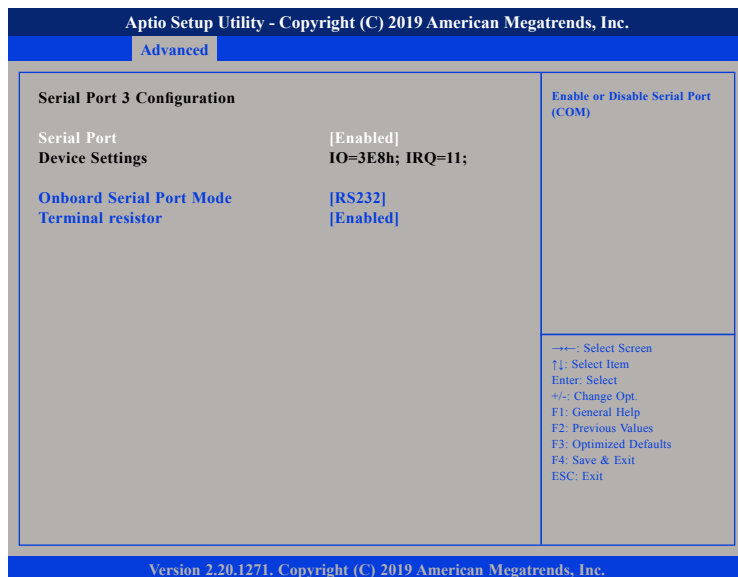 Aptio Setup Utility - Copyright (C) 2019 American Megatrends, Inc.
Advanced
Serial Port 3 Configuration
Serial Port [Enabled]
Device Settings IO=3E8h; IRQ=11;
Onboard Serial Port Mode [RS232]
Terminal resistor [Enabled]
Enable or Disable Serial Port
(COM)
→←: Select Screen
↑↓: Select Item
Enter: Select
+/-: Change Opt.
F1: General Help
F2: Previous Values
F3: Optimized Defaults
F4: Save & Exit
ESC: Exit
Version 2.20.1271. Copyright (C) 2019 American Megatrends, Inc.